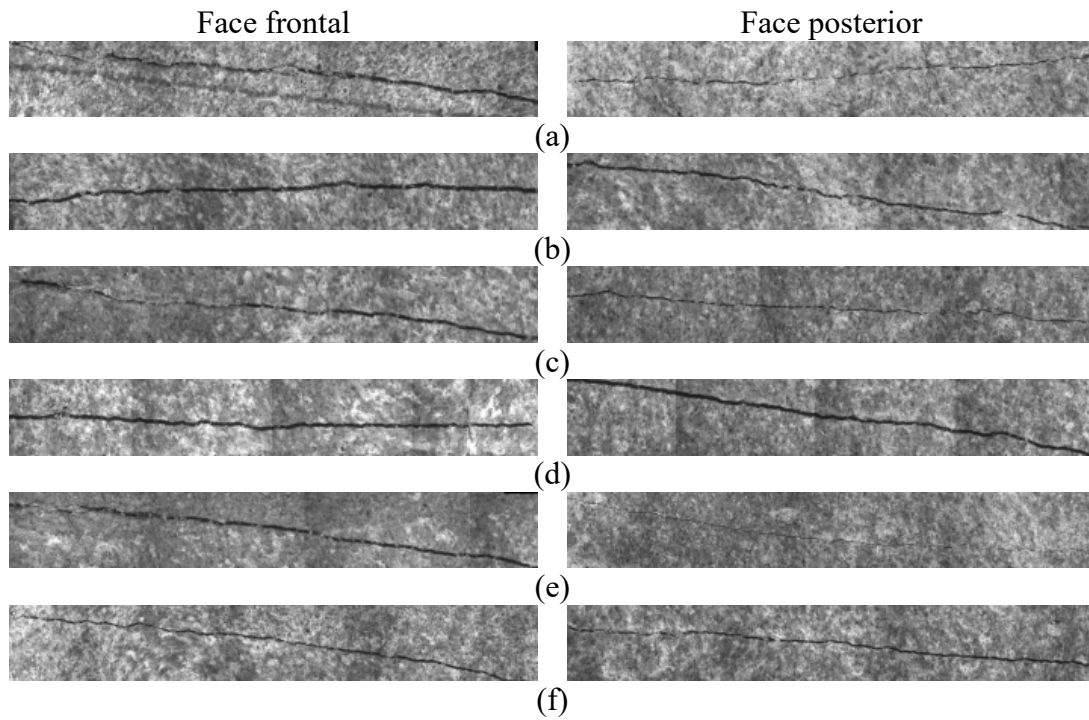 Face frontal Face posterior
(a)
(b)
(c)
(d)
(e)
(f)